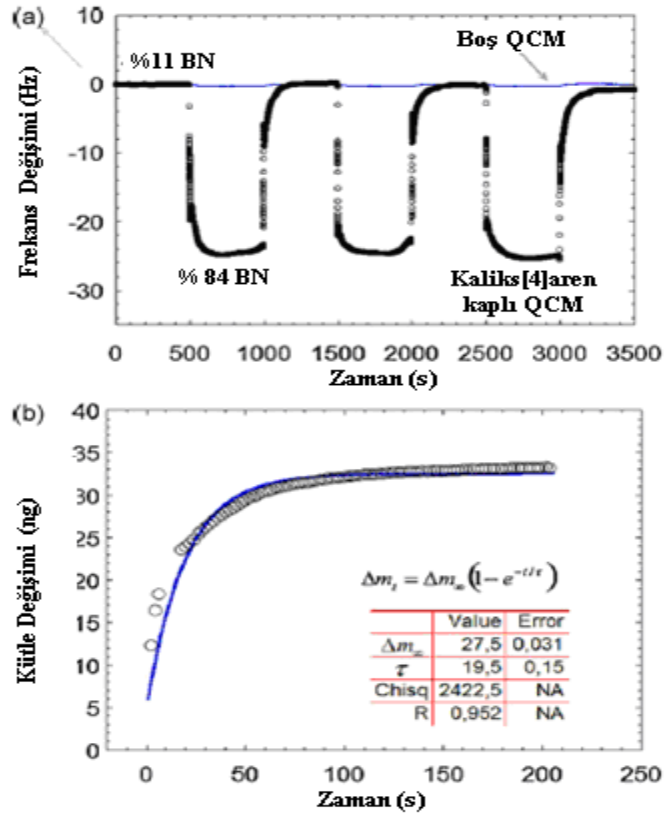 (a)
%11 BN
Boş QCM
% 84 BN
Kaliks[4]aren
kaplı QCM
Frekans Değişimi (Hz)
0
-10
-20
-30
0 500 1000 1500 2000 2500 3000 3500
Zaman (s)
(b)
Kütle Değişimi (ng)
40
35
30
25
20
15
10
5
0
Δm_t = Δm_∞(1 − e^{−t/τ})
Value Error
Δm_∞ 27,5 0,031
τ 19,5 0,15
Chisq 2422,5 NA
R 0,952 NA
0 50 100 150 200 250
Zaman (s)